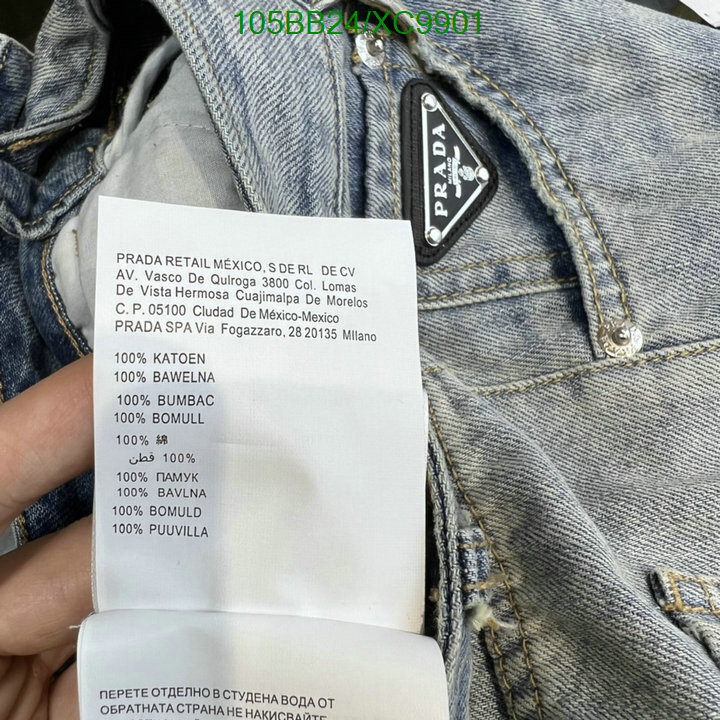 105BB24/XC9901
PRADA
MILANO
PRADA RETAIL MÉXICO, S DE RL DE CV
AV. Vasco De Qulroga 3800 Col. Lomas
De Vista Hermosa Cuajimalpa De Morelos
C. P. 05100 Cludad De México-Mexico
PRADA SPA Via Fogazzaro, 28 20135 Mllano
100% KATOEN
100% BAWELNA
100% BUMBAC
100% BOMULL
100% 綿
100% قطن
100% ПАМУК
100% BAVLNA
100% BOMULD
100% PUUVILLA
ПЕРЕТЕ ОТДЕЛНО В СТУДЕНА ВОДА ОТ
ОБРАТНАТА СТРАНА НЕ НАКИСВАЙТЕ